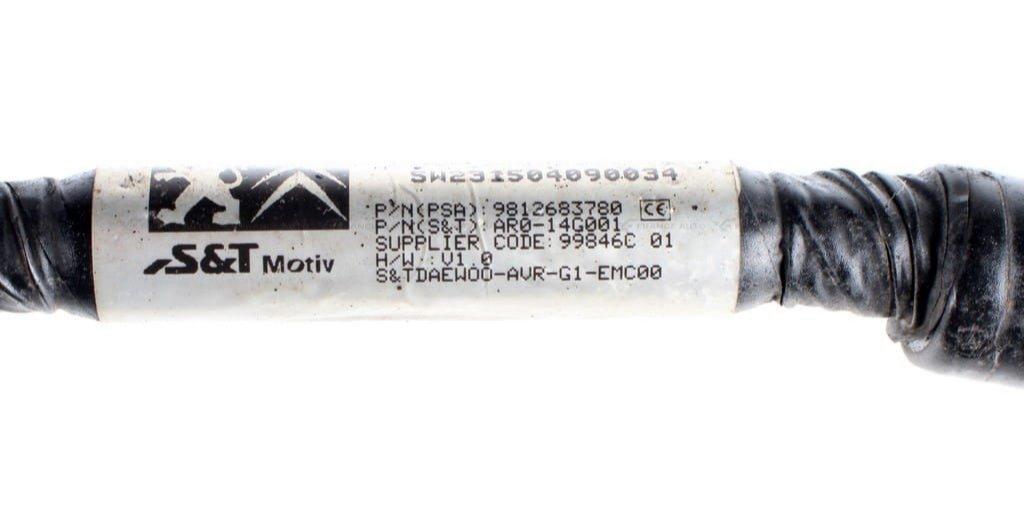 SW231504090034
P/N(PSA): 9812683780 CE
P/N(S&T): AR0-14G001
SUPPLIER CODE: 99846C 01
H/W.: V1.0
S&TDAEWOO-AVR-G1-EMC00
S&T Motiv